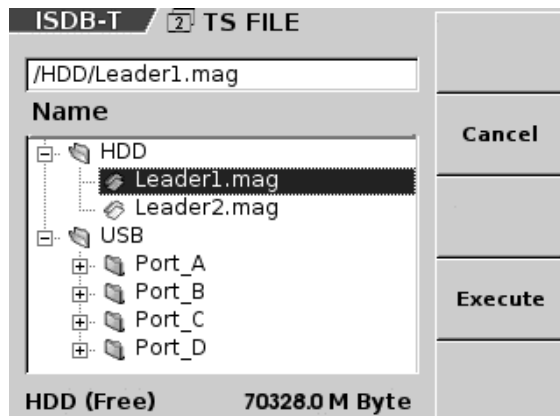 ISDB-T 2 TS FILE
/HDD/Leader1.mag
Name
HDD
Leader1.mag
Leader2.mag
USB
Port_A
Port_B
Port_C
Port_D
HDD (Free) 70328.0 M Byte
Cancel
Execute